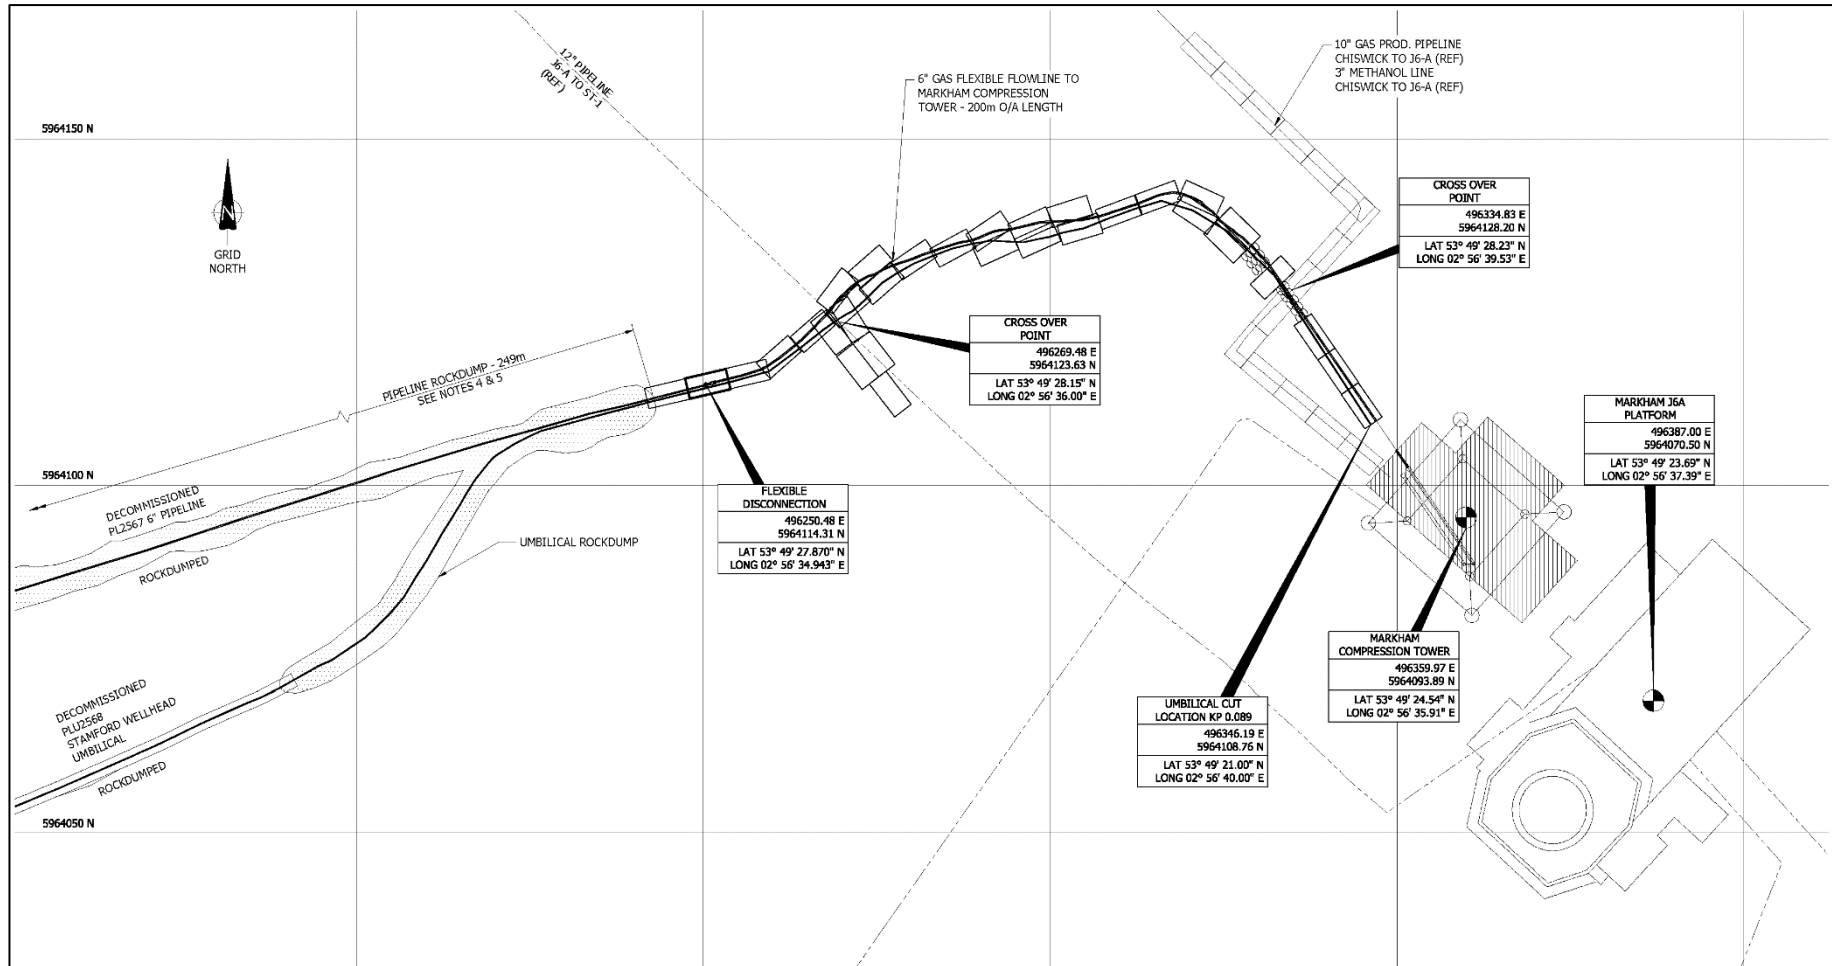 12" PIPELINE
J6-A TO ST-1
(REF)
6" GAS FLEXIBLE FLOWLINE TO
MARKHAM COMPRESSION
TOWER - 200m O/A LENGTH
10" GAS PROD. PIPELINE
CHISWICK TO J6-A (REF)
3" METHANOL LINE
CHISWICK TO J6-A (REF)
5964150 N
N
GRID
NORTH
CROSS OVER
POINT
496334.83 E
5964128.20 N
LAT 53° 49' 28.23" N
LONG 02° 56' 39.53" E
CROSS OVER
POINT
496269.48 E
5964123.63 N
LAT 53° 49' 28.15" N
LONG 02° 56' 36.00" E
PIPELINE ROCKDUMP - 249m
SEE NOTES 4 & 5
MARKHAM J6A
PLATFORM
496387.00 E
5964070.50 N
LAT 53° 49' 23.69" N
LONG 02° 56' 37.39" E
5964100 N
DECOMMISSIONED
PL2567 6" PIPELINE
ROCKDUMPED
FLEXIBLE
DISCONNECTION
496250.48 E
5964114.31 N
LAT 53° 49' 27.870" N
LONG 02° 56' 34.943" E
UMBILICAL ROCKDUMP
MARKHAM
COMPRESSION TOWER
496359.97 E
5964093.89 N
LAT 53° 49' 24.54" N
LONG 02° 56' 35.91" E
UMBILICAL CUT
LOCATION KP 0.089
496346.19 E
5964108.76 N
LAT 53° 49' 21.00" N
LONG 02° 56' 40.00" E
DECOMMISSIONED
PLU2568
STAMFORD WELLHEAD
UMBILICAL
ROCKDUMPED
5964050 N